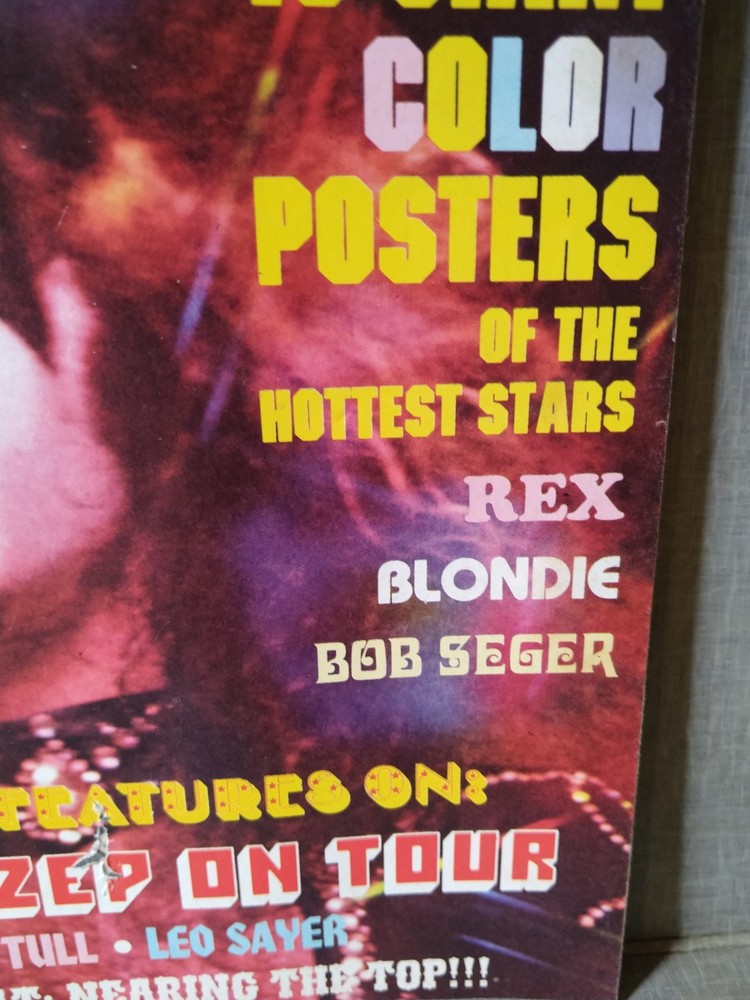 COLOR
POSTERS
OF THE
HOTTEST STARS
REX
BLONDIE
BOB SEGER
FEATURES ON:
ZEP ON TOUR
TULL • LEO SAYER
NEARING THE TOP!!!